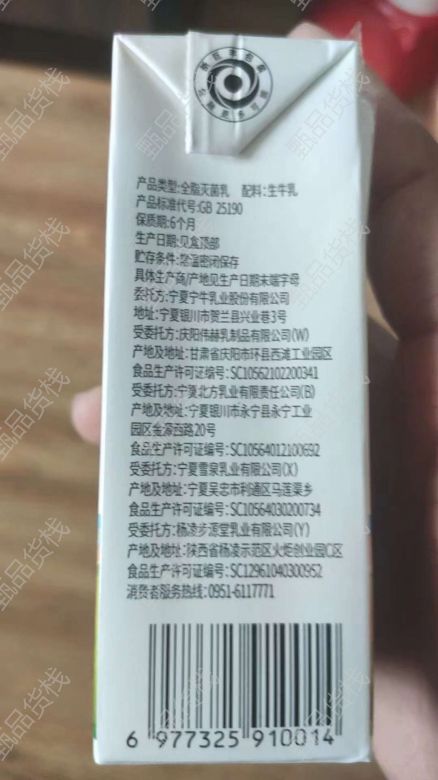 产品类型:全脂灭菌乳 配料:生牛乳
产品标准代号:GB 25190
保质期:6个月
生产日期:见盒顶部
贮存条件:常温密闭保存
具体生产商/产地见生产日期末端字母
委托方:宁夏宁牛乳业股份有限公司
地址:宁夏银川市贺兰县兴业巷3号
受委托方:庆阳伟赫乳制品有限公司(W)
产地及地址:甘肃省庆阳市环县西滩工业园区
食品生产许可证编号:SC10562102200341
受委托方:宁夏北方乳业有限责任公司(B)
产地及地址:宁夏银川市永宁县永宁工业
园区金源西路20号
食品生产许可证编号:SC10564012100692
受委托方:宁夏雪泉乳业有限公司(X)
产地及地址:宁夏吴忠市利通区马莲渠乡
食品生产许可证编号:SC10564030200734
受委托方:杨凌步源堂乳业有限公司(Y)
产地及地址:陕西省杨凌示范区火炬创业园C区
食品生产许可证编号:SC12961040300952
消费者服务热线:0951-6117771
6 977325 910014
甄品货栈